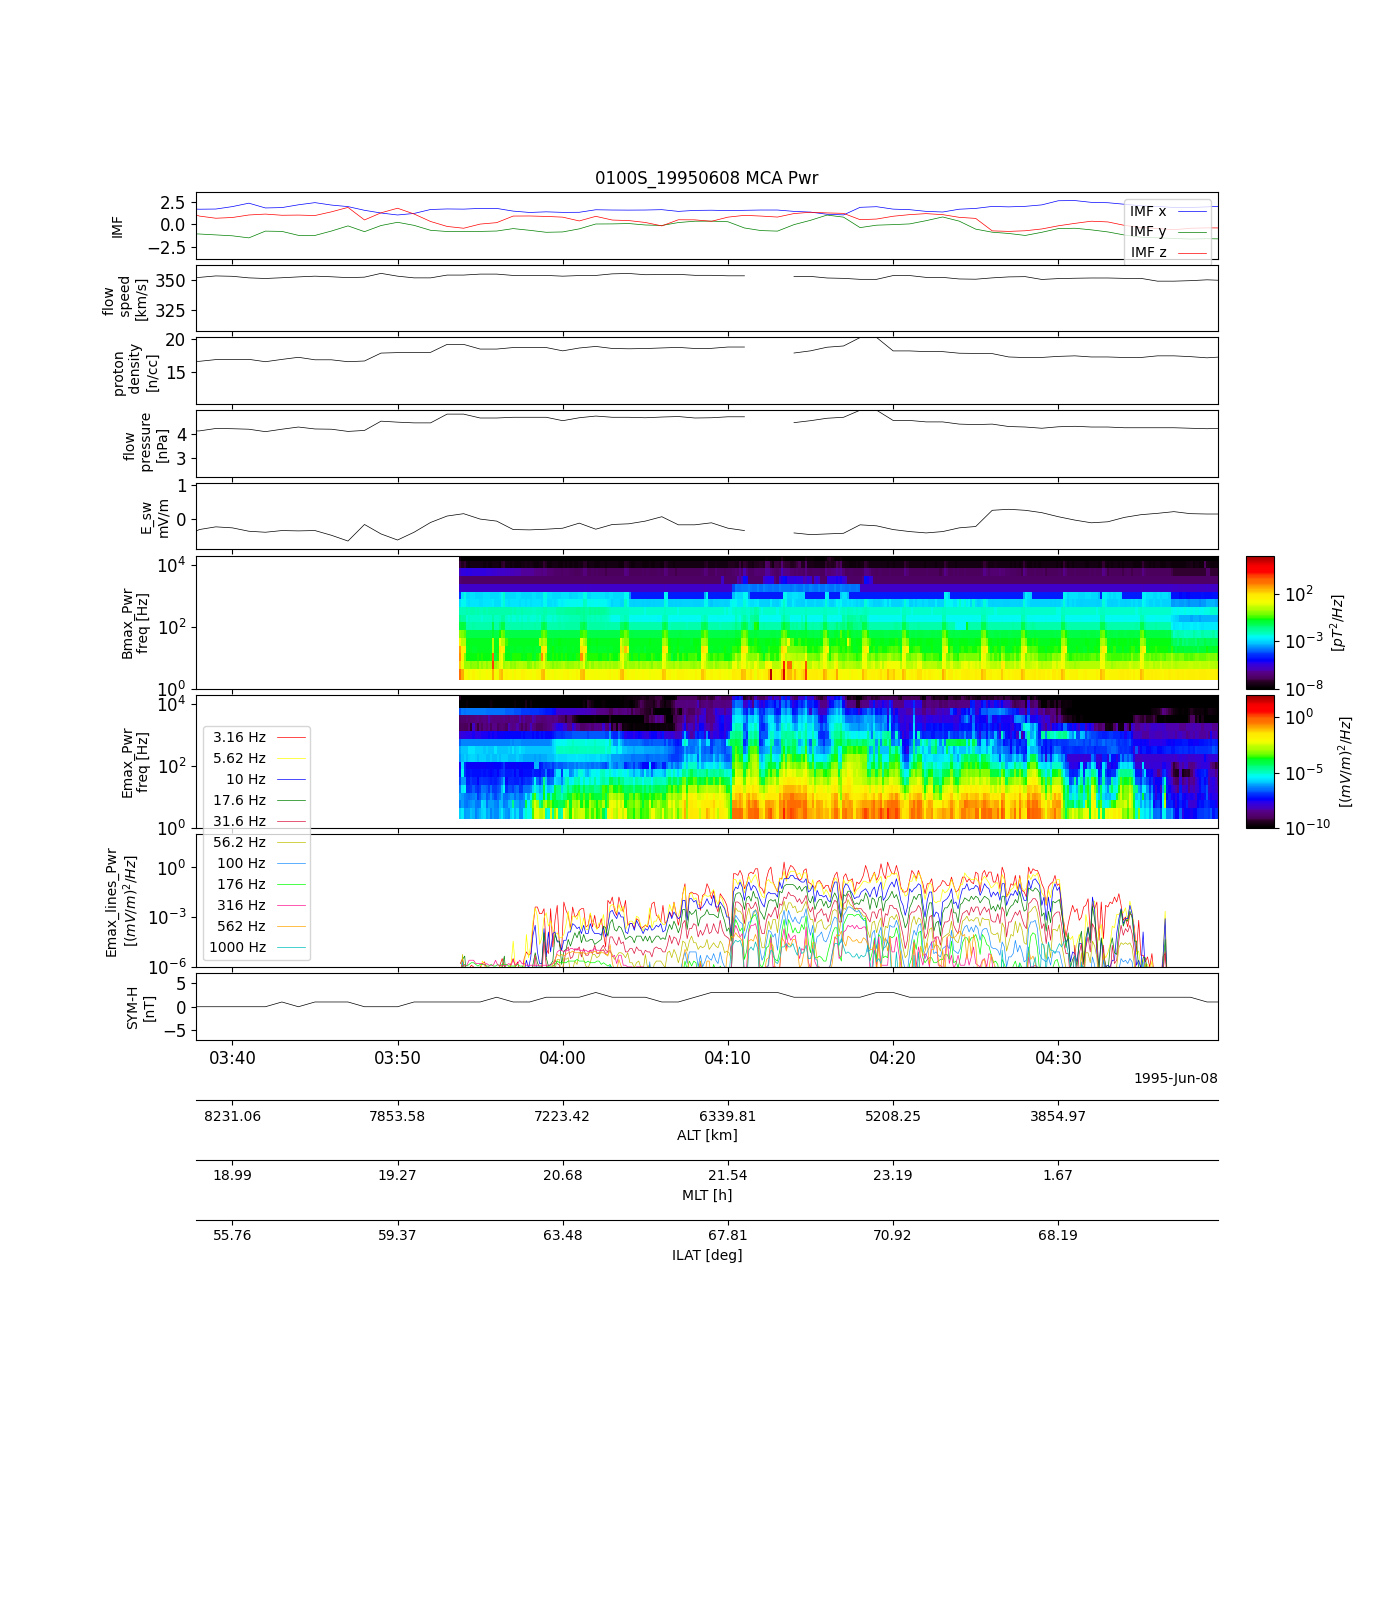 0100S_19950608 MCA Pwr
IMF
2.5
0.0
−2.5
IMF x
IMF y
IMF z
flow
speed
[km/s]
350
325
proton
density
[n/cc]
20
15
flow
pressure
[nPa]
4
3
E_sw
mV/m
1
0
Bmax_Pwr
freq [Hz]
10^4
10^2
10^0
10^2
10^−3
10^−8
[pT^2/Hz]
Emax_Pwr
freq [Hz]
10^4
10^2
10^0
10^0
10^−5
10^−10
[(mV/m)^2/Hz]
3.16 Hz
5.62 Hz
10 Hz
17.6 Hz
31.6 Hz
56.2 Hz
100 Hz
176 Hz
316 Hz
562 Hz
1000 Hz
Emax_lines_Pwr
[(mV/m)^2/Hz]
10^0
10^−3
10^−6
SYM-H
[nT]
5
0
−5
03:40 03:50 04:00 04:10 04:20 04:30
1995-Jun-08
8231.06 7853.58 7223.42 6339.81 5208.25 3854.97
ALT [km]
18.99 19.27 20.68 21.54 23.19 1.67
MLT [h]
55.76 59.37 63.48 67.81 70.92 68.19
ILAT [deg]